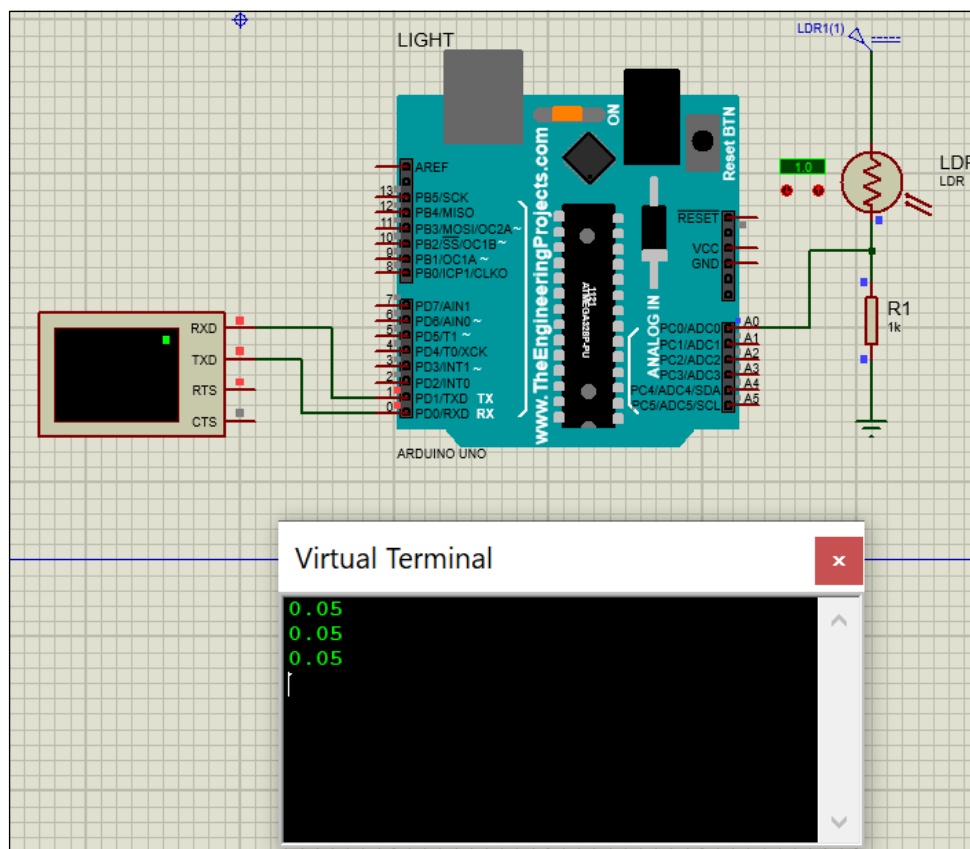 LIGHT
LDR1(1)
ON
Reset BTN
www.TheEngineeringProjects.com
1121
ATMEGA328P-PU
ANALOG IN
AREF
13 PB5/SCK
12 PB4/MISO
11 PB3/MOSI/OC2A~
10 PB2/SS/OC1B~
9 PB1/OC1A~
8 PB0/ICP1/CLKO
7 PD7/AIN1
6 PD6/AIN0~
5 PD5/T1~
4 PD4/T0/XCK
3 PD3/INT1~
2 PD2/INT0
1 PD1/TXD TX
0 PD0/RXD RX
RESET
VCC
GND
PC0/ADC0 A0
PC1/ADC1 A1
PC2/ADC2 A2
PC3/ADC3 A3
PC4/ADC4/SDA A4
PC5/ADC5/SCL A5
ARDUINO UNO
RXD
TXD
RTS
CTS
1.0
LDR
R1
1k
Virtual Terminal
0.05
0.05
0.05